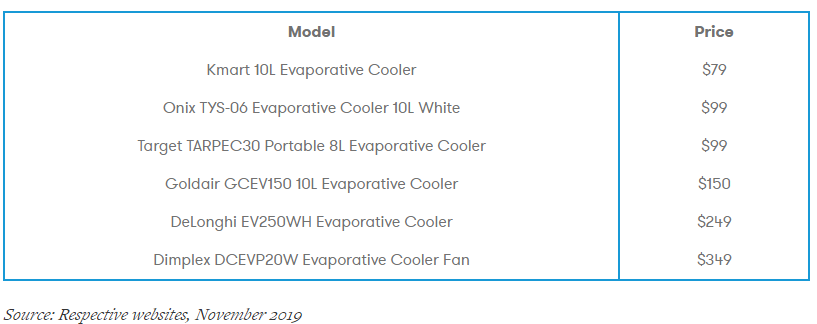 Model Price
Kmart 10L Evaporative Cooler $79
Onix TYS-06 Evaporative Cooler 10L White $99
Target TARPEC30 Portable 8L Evaporative Cooler $99
Goldair GCEV150 10L Evaporative Cooler $150
DeLonghi EV250WH Evaporative Cooler $249
Dimplex DCEVP20W Evaporative Cooler Fan $349
Source: Respective websites, November 2019